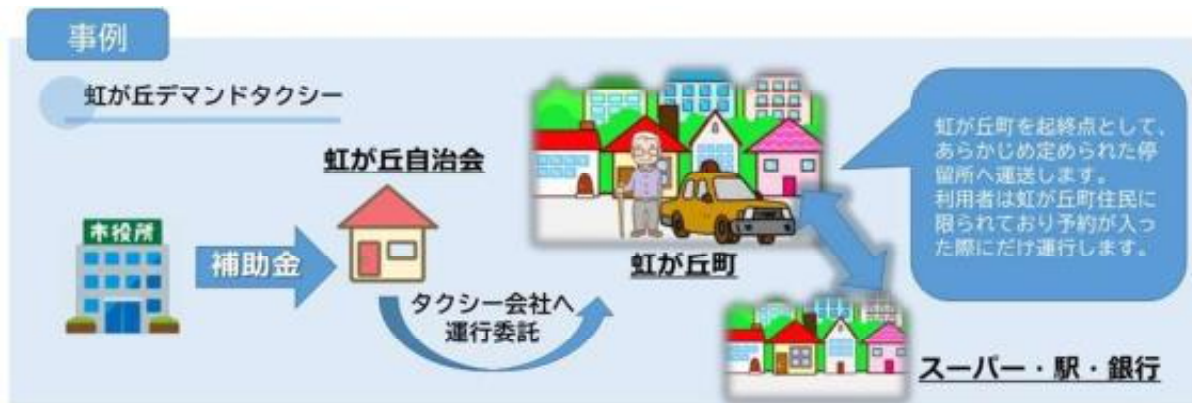 事例
虹が丘デマンドタクシー
虹が丘自治会
市役所
補助金
タクシー会社へ
運行委託
虹が丘町
虹が丘町を起終点として、
あらかじめ定められた停
留所へ運送します。
利用者は虹が丘町住民に
限られており予約が入っ
た際にだけ運行します。
スーパー・駅・銀行